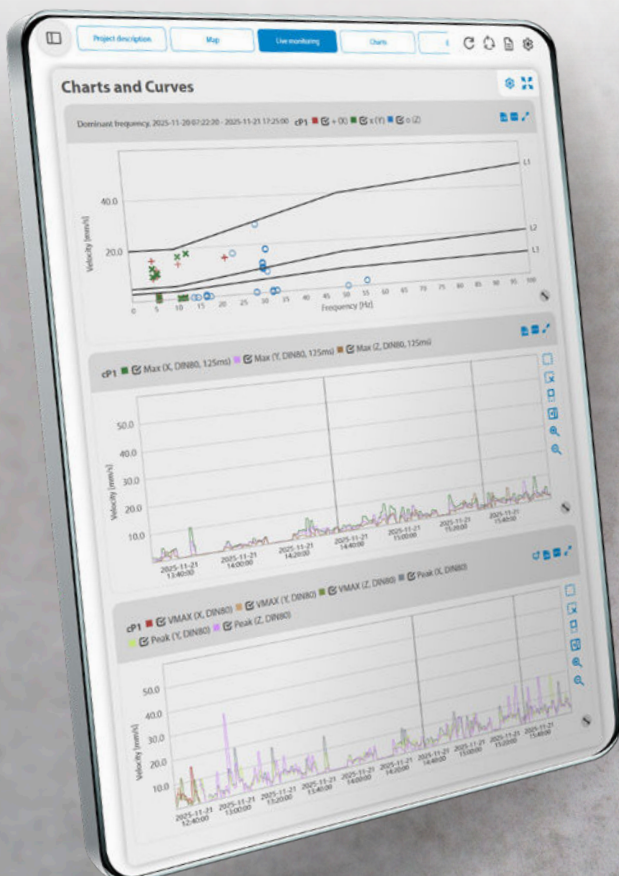 Project description Map Live monitoring Charts
Charts and Curves
Dominant frequency, 2025-11-20 07:22:20 - 2025-11-21 17:25:00 cP1 + (X) x (Y) o (Z)
Velocity [mm/s]
40.0
20.0
L1
L2
L3
0 5 10 15 20 25 30 35 40 45 50 55 60 65 70 75 80 85 90 95 100
Frequency [Hz]
cP1 Max (X, DIN80, 125ms) Max (Y, DIN80, 125ms) Max (Z, DIN80, 125ms)
Velocity [mm/s]
50.0
40.0
30.0
20.0
10.0
2025-11-21 2025-11-21 2025-11-21 2025-11-21 2025-11-21 2025-11-21 2025-11-21
13:40:00 14:00:00 14:20:00 14:40:00 15:00:00 15:20:00 15:40:00
cP1 VMAX (X, DIN80) VMAX (Y, DIN80) VMAX (Z, DIN80) Peak (X, DIN80)
Peak (Y, DIN80) Peak (Z, DIN80)
Velocity [mm/s]
50.0
40.0
30.0
20.0
10.0
2025-11-21 2025-11-21 2025-11-21 2025-11-21 2025-11-21 2025-11-21 2025-11-21 2025-11-21 2025-11-21 2025-11-21
12:40:00 13:00:00 13:20:00 13:40:00 14:00:00 14:20:00 14:40:00 15:00:00 15:20:00 15:40:00